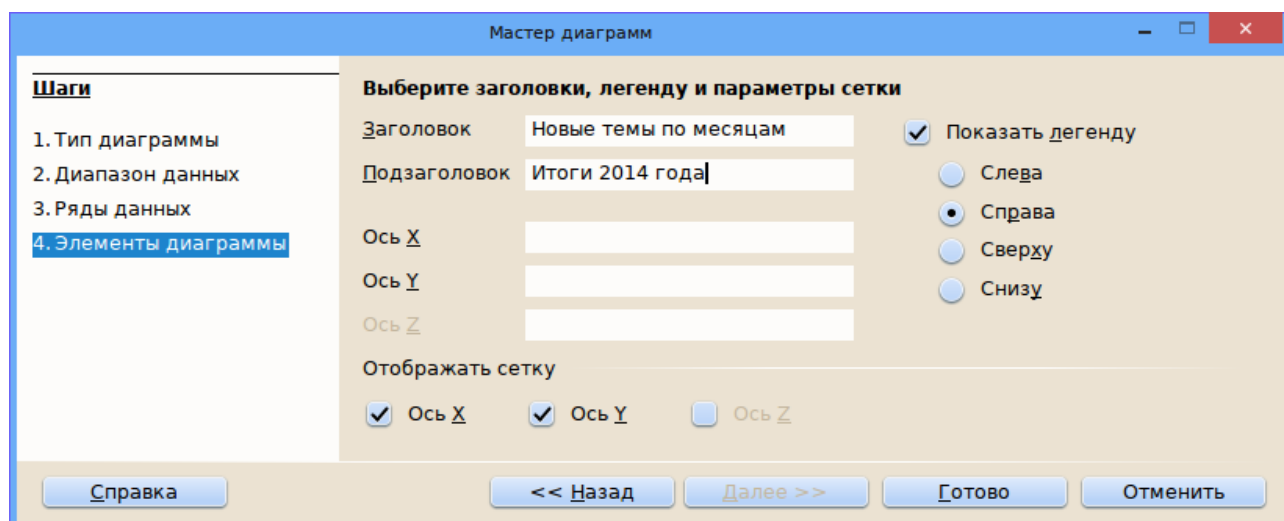 Мастер диаграмм
Шаги
1. Тип диаграммы
2. Диапазон данных
3. Ряды данных
4. Элементы диаграммы
Выберите заголовки, легенду и параметры сетки
Заголовок Новые темы по месяцам
Подзаголовок Итоги 2014 года
Ось X
Ось Y
Ось Z
Показать легенду
Слева
Справа
Сверху
Снизу
Отображать сетку
Ось X Ось Y Ось Z
Справка << Назад Далее >> Готово Отменить